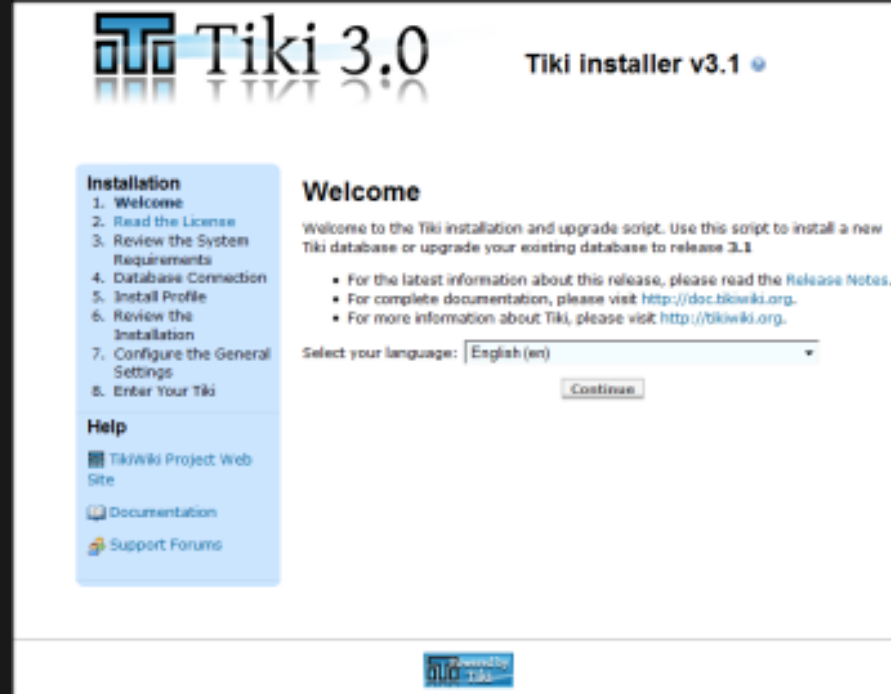 Tiki 3.0
Tiki installer v3.1
Installation
1. Welcome
2. Read the License
3. Review the System
Requirements
4. Database Connection
5. Install Profile
6. Review the
Installation
7. Configure the General
Settings
8. Enter Your Tiki
Help
TikiWiki Project Web
Site
Documentation
Support Forums
Welcome
Welcome to the Tiki installation and upgrade script. Use this script to install a new
Tiki database or upgrade your existing database to release 3.1
• For the latest information about this release, please read the Release Notes.
• For complete documentation, please visit http://doc.tikiwiki.org.
• For more information about Tiki, please visit http://tikiwiki.org.
Select your language: English (en)
Continue
Powered by
Tiki